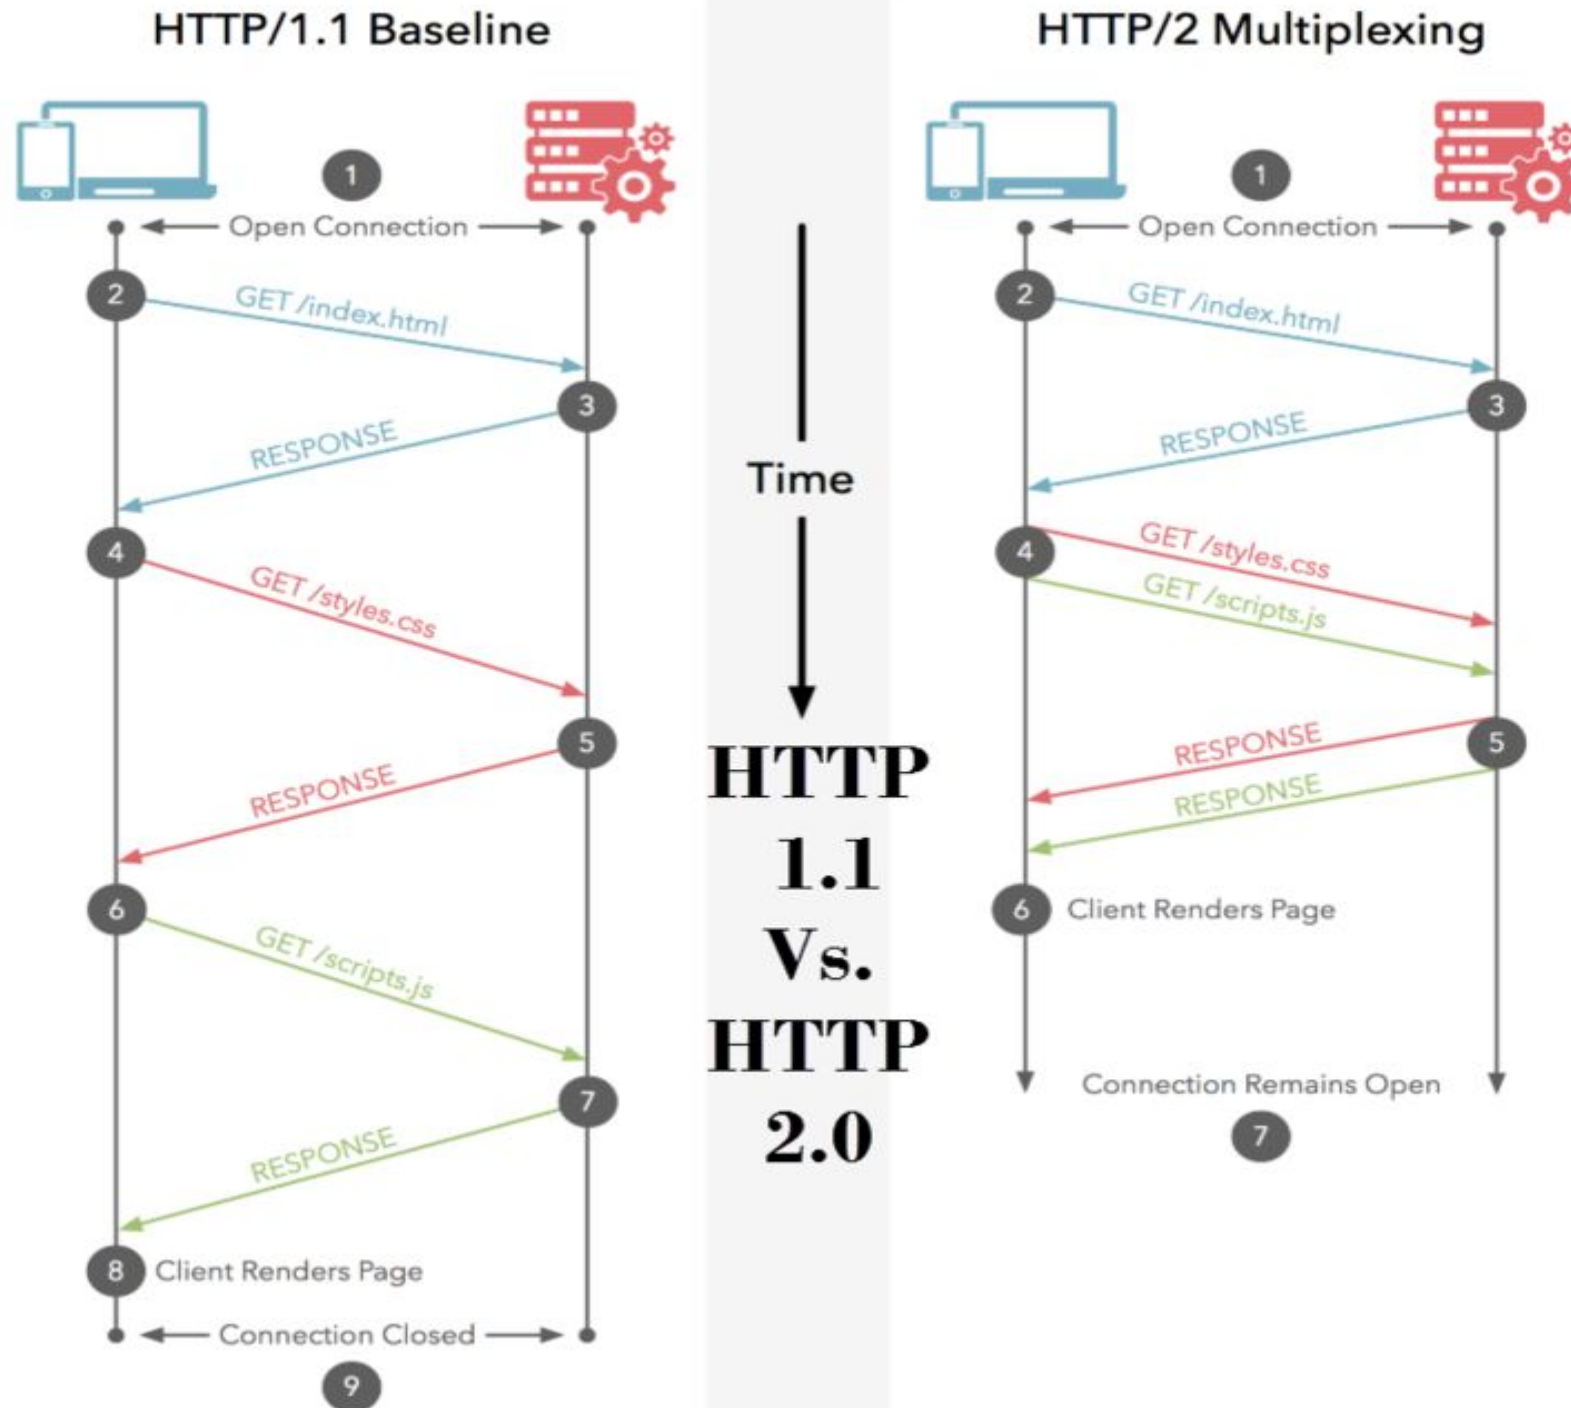 HTTP/1.1 Baseline
1
Open Connection
2
GET /index.html
3
RESPONSE
4
GET /styles.css
5
RESPONSE
6
GET /scripts.js
7
RESPONSE
8 Client Renders Page
Connection Closed
9
Time
HTTP
1.1
Vs.
HTTP
2.0
HTTP/2 Multiplexing
1
Open Connection
2
GET /index.html
3
RESPONSE
4
GET /styles.css
GET /scripts.js
5
RESPONSE
RESPONSE
6 Client Renders Page
Connection Remains Open
7